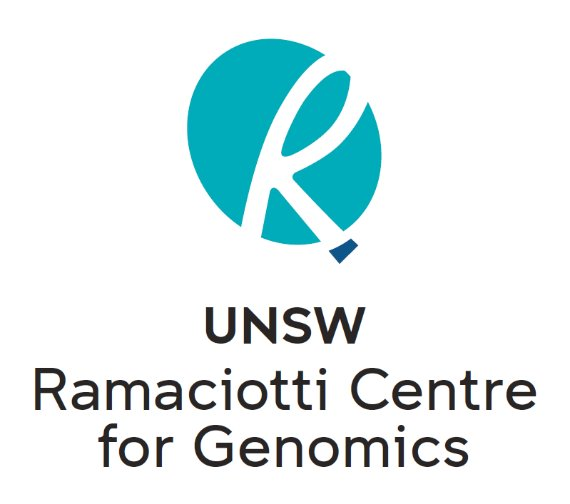 R
UNSW
Ramaciotti Centre
for Genomics